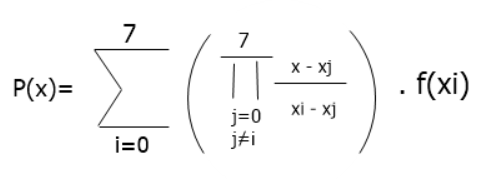 7
7
P(x)= ∑ ( ∏ x - xj / xi - xj ) . f(xi)
j=0
j≠i
i=0